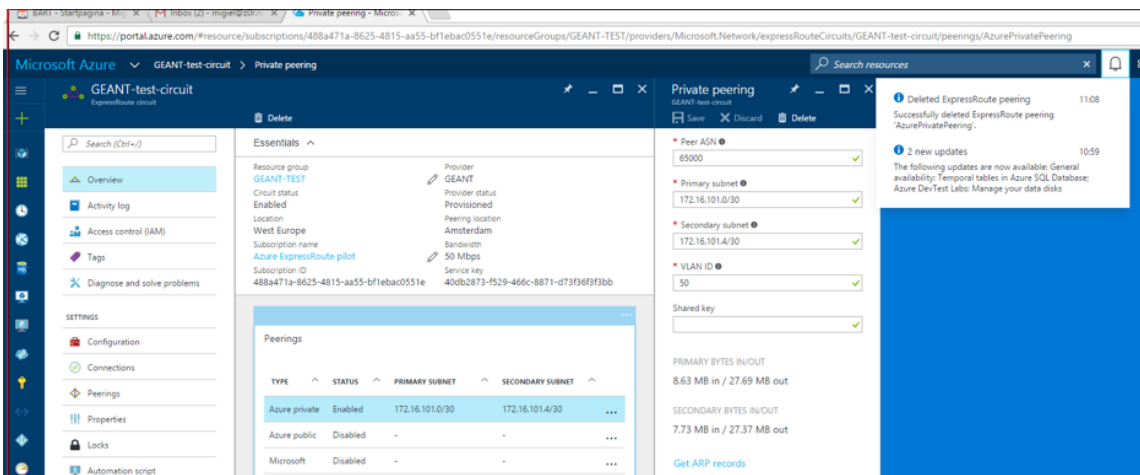 BART - Startpagina - Mi
Inbox (2) - migiel@
Private peering - Micros
https://portal.azure.com/#resource/subscriptions/488a471a-8625-4815-aa55-bf1ebac0551e/resourceGroups/GEANT-TEST/providers/Microsoft.Network/expressRouteCircuits/GEANT-test-circuit/peerings/AzurePrivatePeering
Microsoft Azure GEANT-test-circuit > Private peering
Search resources
GEANT-test-circuit
ExpressRoute circuit
Search (Ctrl+/)
Overview
Activity log
Access control (IAM)
Tags
Diagnose and solve problems
SETTINGS
Configuration
Connections
Peerings
Properties
Locks
Automation script
Delete
Essentials
Resource group
GEANT-TEST
Circuit status
Enabled
Location
West Europe
Subscription name
Azure ExpressRoute pilot
Subscription ID
488a471a-8625-4815-aa55-bf1ebac0551e
Provider
GEANT
Provider status
Provisioned
Peering location
Amsterdam
Bandwidth
50 Mbps
Service key
40db2873-f529-466c-8871-d73f36f3f3bb
Peerings
TYPE STATUS PRIMARY SUBNET SECONDARY SUBNET
Azure private Enabled 172.16.101.0/30 172.16.101.4/30 ...
Azure public Disabled - - ...
Microsoft Disabled - - ...
Private peering
GEANT-test-circuit
Save Discard Delete
* Peer ASN
65000
* Primary subnet
172.16.101.0/30
* Secondary subnet
172.16.101.4/30
* VLAN ID
50
Shared key
PRIMARY BYTES IN/OUT
8.63 MB in / 27.69 MB out
SECONDARY BYTES IN/OUT
7.73 MB in / 27.37 MB out
Get ARP records
Deleted ExpressRoute peering 11:08
Successfully deleted ExpressRoute peering
'AzurePrivatePeering'.
2 new updates 10:59
The following updates are now available: General
availability: Temporal tables in Azure SQL Database;
Azure DevTest Labs: Manage your data disks